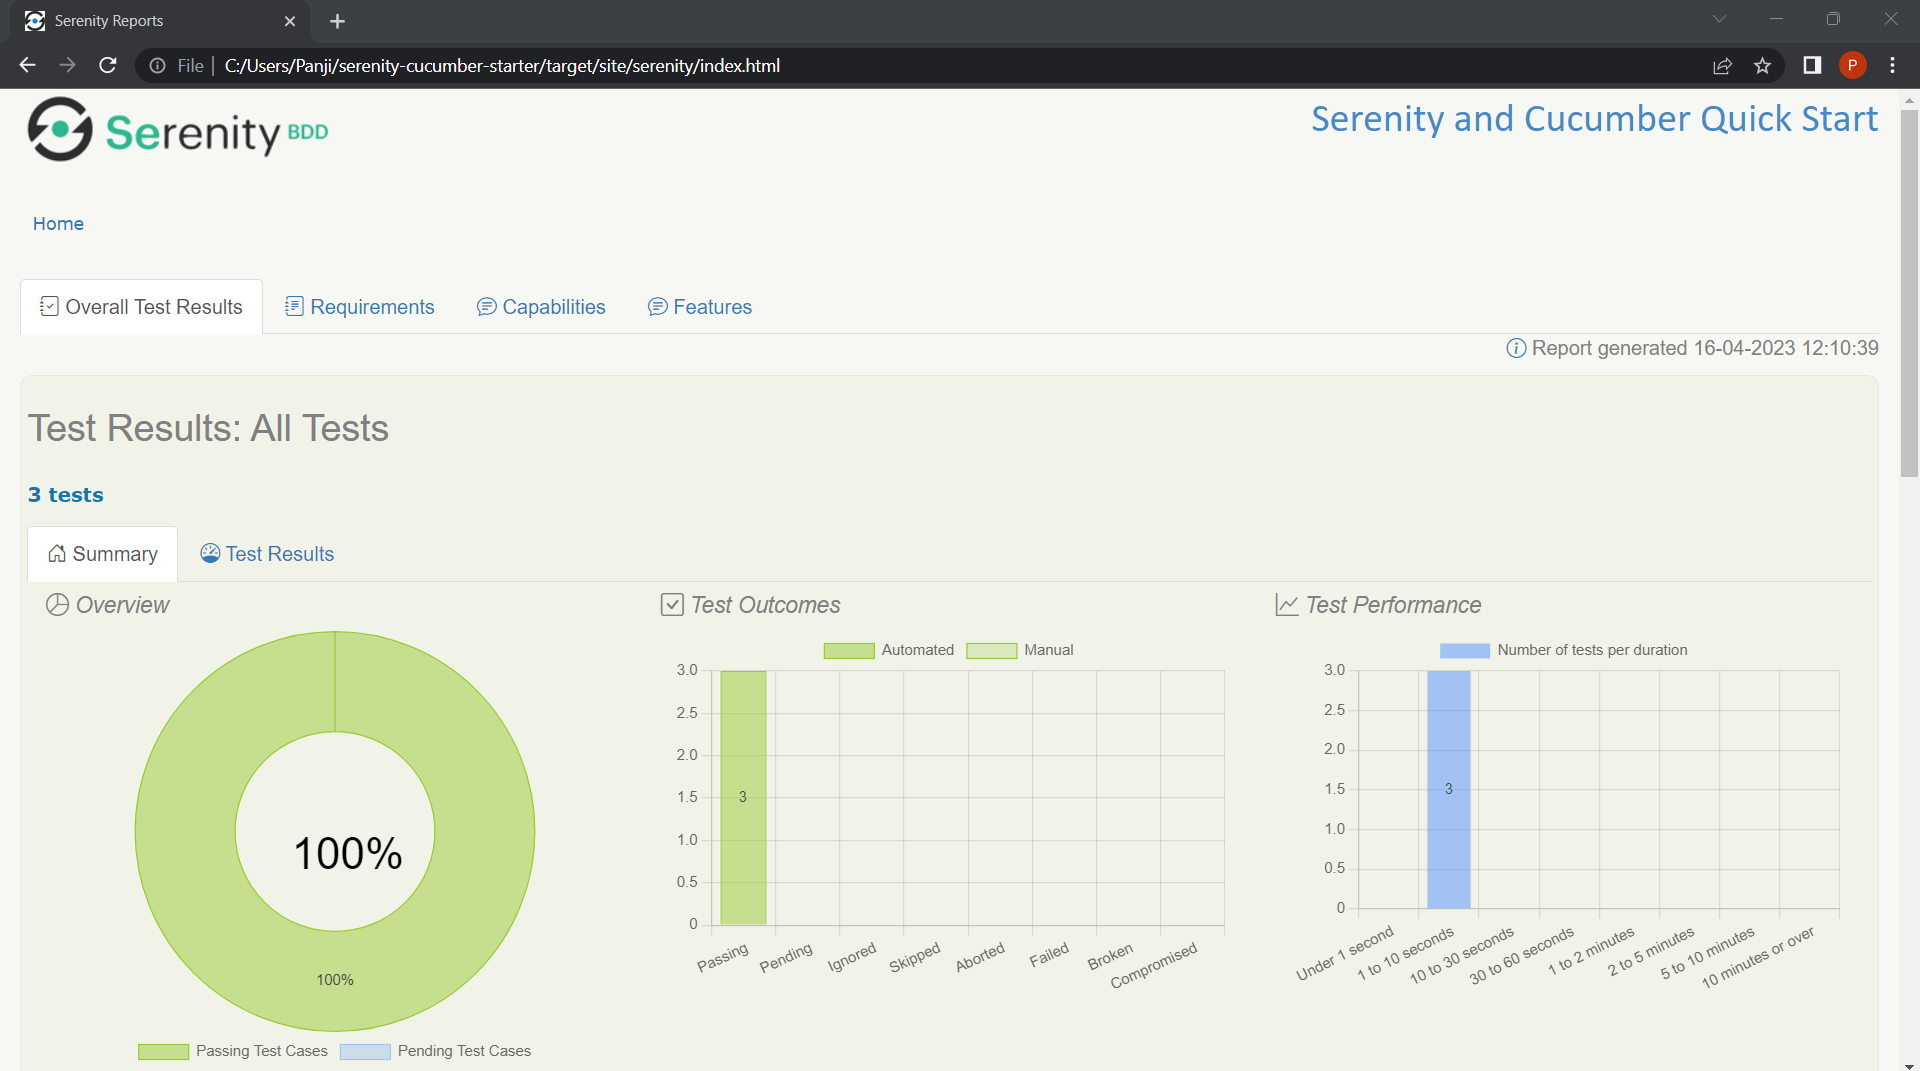 Serenity Reports
File
C:/Users/Panji/serenity-cucumber-starter/target/site/serenity/index.html
P
Serenity BDD
Serenity and Cucumber Quick Start
Home
Overall Test Results
Requirements
Capabilities
Features
Report generated 16-04-2023 12:10:39
Test Results: All Tests
3 tests
Summary
Test Results
Overview
100%
100%
Passing Test Cases
Pending Test Cases
Test Outcomes
Automated
Manual
3.0
2.5
2.0
1.5
1.0
0.5
0
3
Passing
Pending
Ignored
Skipped
Aborted
Failed
Broken
Compromised
Test Performance
Number of tests per duration
3.0
2.5
2.0
1.5
1.0
0.5
0
3
Under 1 second
1 to 10 seconds
10 to 30 seconds
30 to 60 seconds
1 to 2 minutes
2 to 5 minutes
5 to 10 minutes
10 minutes or over